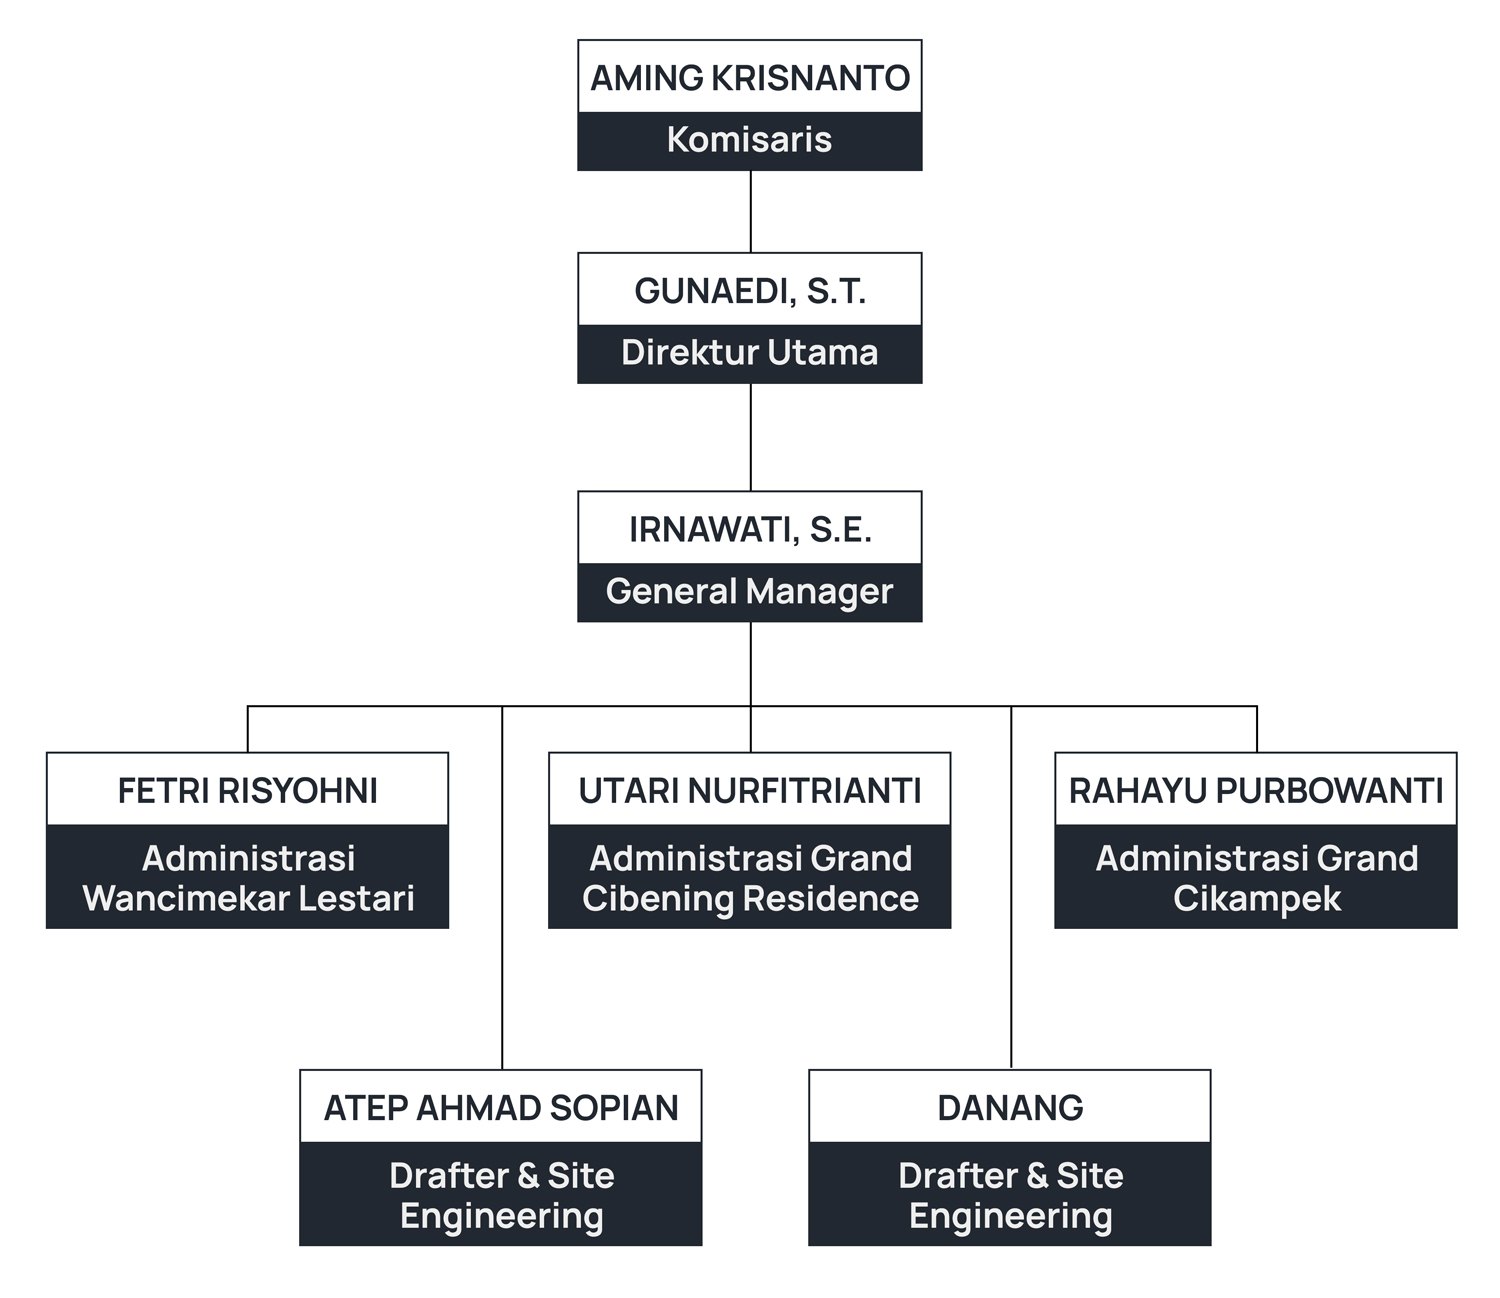 AMING KRISNANTO
Komisaris
GUNAEDI, S.T.
Direktur Utama
IRNAWATI, S.E.
General Manager
FETRI RISYOHNI
Administrasi
Wancimekar Lestari
UTARI NURFITRIANTI
Administrasi Grand
Cibening Residence
RAHAYU PURBOWANTI
Administrasi Grand
Cikampek
ATEP AHMAD SOPIAN
Drafter & Site
Engineering
DANANG
Drafter & Site
Engineering